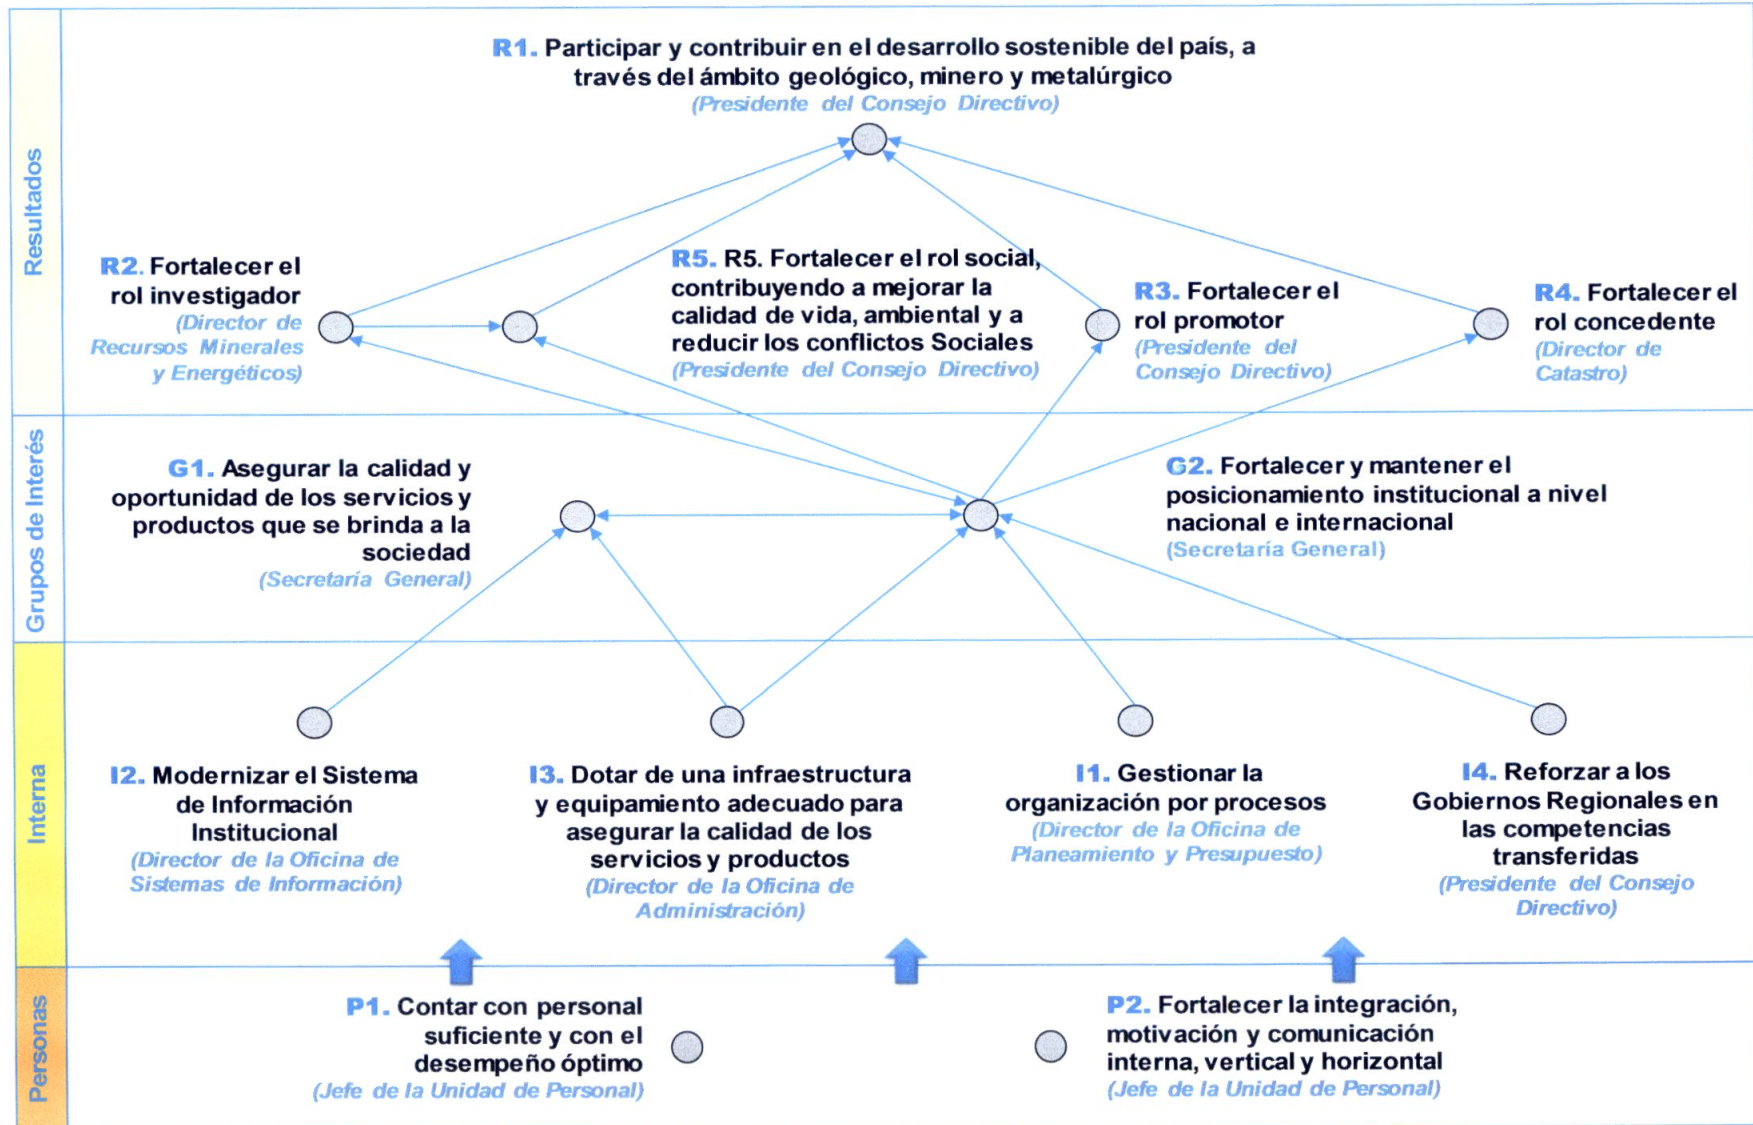 Resultados
R1. Participar y contribuir en el desarrollo sostenible del país, a
través del ámbito geológico, minero y metalúrgico
(Presidente del Consejo Directivo)
R2. Fortalecer el
rol investigador
(Director de
Recursos Minerales
y Energéticos)
R5. R5. Fortalecer el rol social,
contribuyendo a mejorar la
calidad de vida, ambiental y a
reducir los conflictos Sociales
(Presidente del Consejo Directivo)
R3. Fortalecer el
rol promotor
(Presidente del
Consejo Directivo)
R4. Fortalecer el
rol concedente
(Director de
Catastro)
Grupos de Interés
G1. Asegurar la calidad y
oportunidad de los servicios y
productos que se brinda a la
sociedad
(Secretaría General)
G2. Fortalecer y mantener el
posicionamiento institucional a nivel
nacional e internacional
(Secretaría General)
Interna
I2. Modernizar el Sistema
de Información
Institucional
(Director de la Oficina de
Sistemas de Información)
I3. Dotar de una infraestructura
y equipamiento adecuado para
asegurar la calidad de los
servicios y productos
(Director de la Oficina de
Administración)
I1. Gestionar la
organización por procesos
(Director de la Oficina de
Planeamiento y Presupuesto)
I4. Reforzar a los
Gobiernos Regionales en
las competencias
transferidas
(Presidente del Consejo
Directivo)
Personas
P1. Contar con personal
suficiente y con el
desempeño óptimo
(Jefe de la Unidad de Personal)
P2. Fortalecer la integración,
motivación y comunicación
interna, vertical y horizontal
(Jefe de la Unidad de Personal)